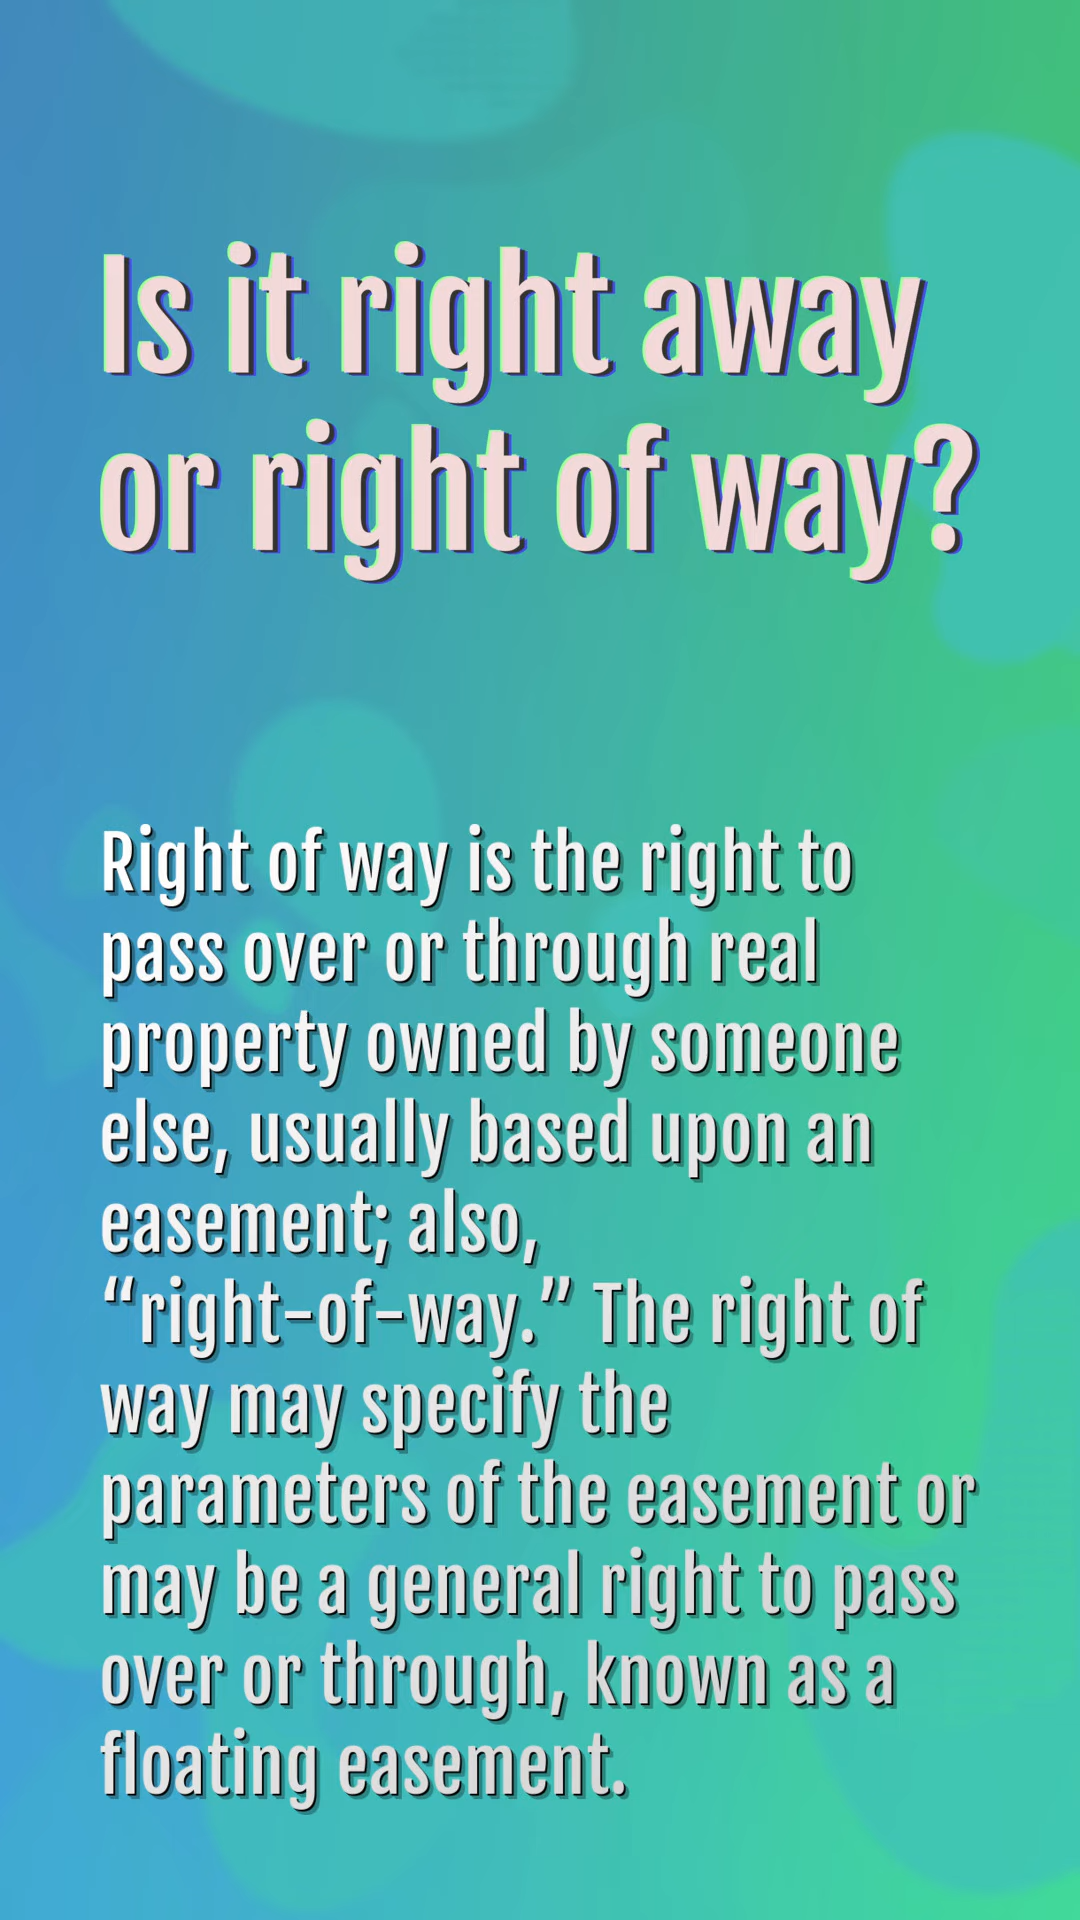 Is it right away
or right of way?
Right of way is the right to
pass over or through real
property owned by someone
else, usually based upon an
easement; also,
“right-of-way.” The right of
way may specify the
parameters of the easement or
may be a general right to pass
over or through, known as a
floating easement.